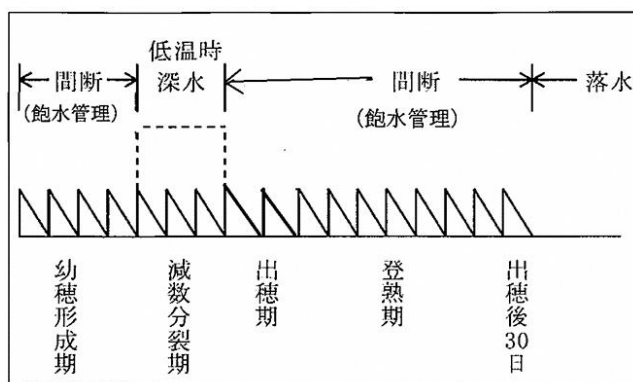 低温時
間断
深水
間断
落水
(飽水管理)
(飽水管理)
幼穂形成期
減数分裂期
出穂期
登熟期
出穂後30日